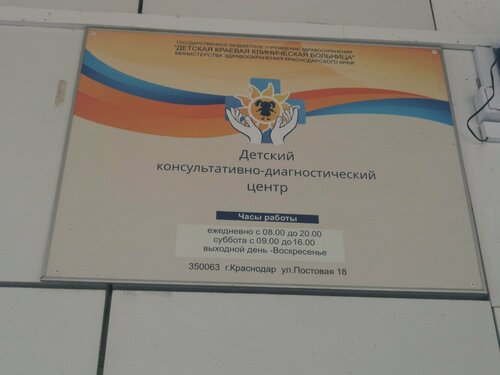 ГОСУДАРСТВЕННОЕ БЮДЖЕТНОЕ УЧРЕЖДЕНИЕ ЗДРАВООХРАНЕНИЯ
"ДЕТСКАЯ КРАЕВАЯ КЛИНИЧЕСКАЯ БОЛЬНИЦА"
МИНИСТЕРСТВА ЗДРАВООХРАНЕНИЯ КРАСНОДАРСКОГО КРАЯ
Детский
консультативно-диагностический
центр
Часы работы
ежедневно с 08.00 до 20:00
суббота с 09.00 до 16.00
выходной день -Воскресенье
350063 г.Краснодар ул.Постовая 18